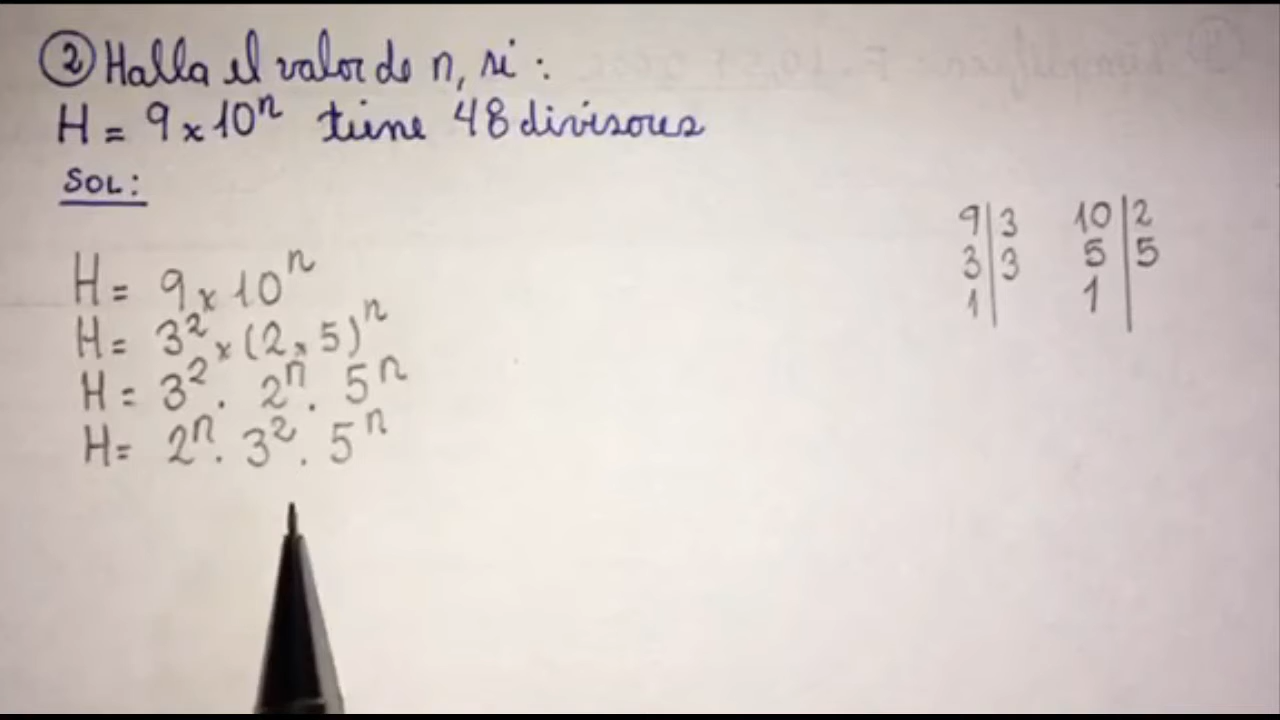 ② Halla el valor de n, si :
H = 9 x 10ⁿ tiene 48 divisores
SOL:
H = 9 x 10ⁿ
H = 3² x (2 x 5)ⁿ
H = 3² . 2ⁿ . 5ⁿ
H = 2ⁿ . 3² . 5ⁿ
9 | 3
3 | 3
1 |
10 | 2
5 | 5
1 |